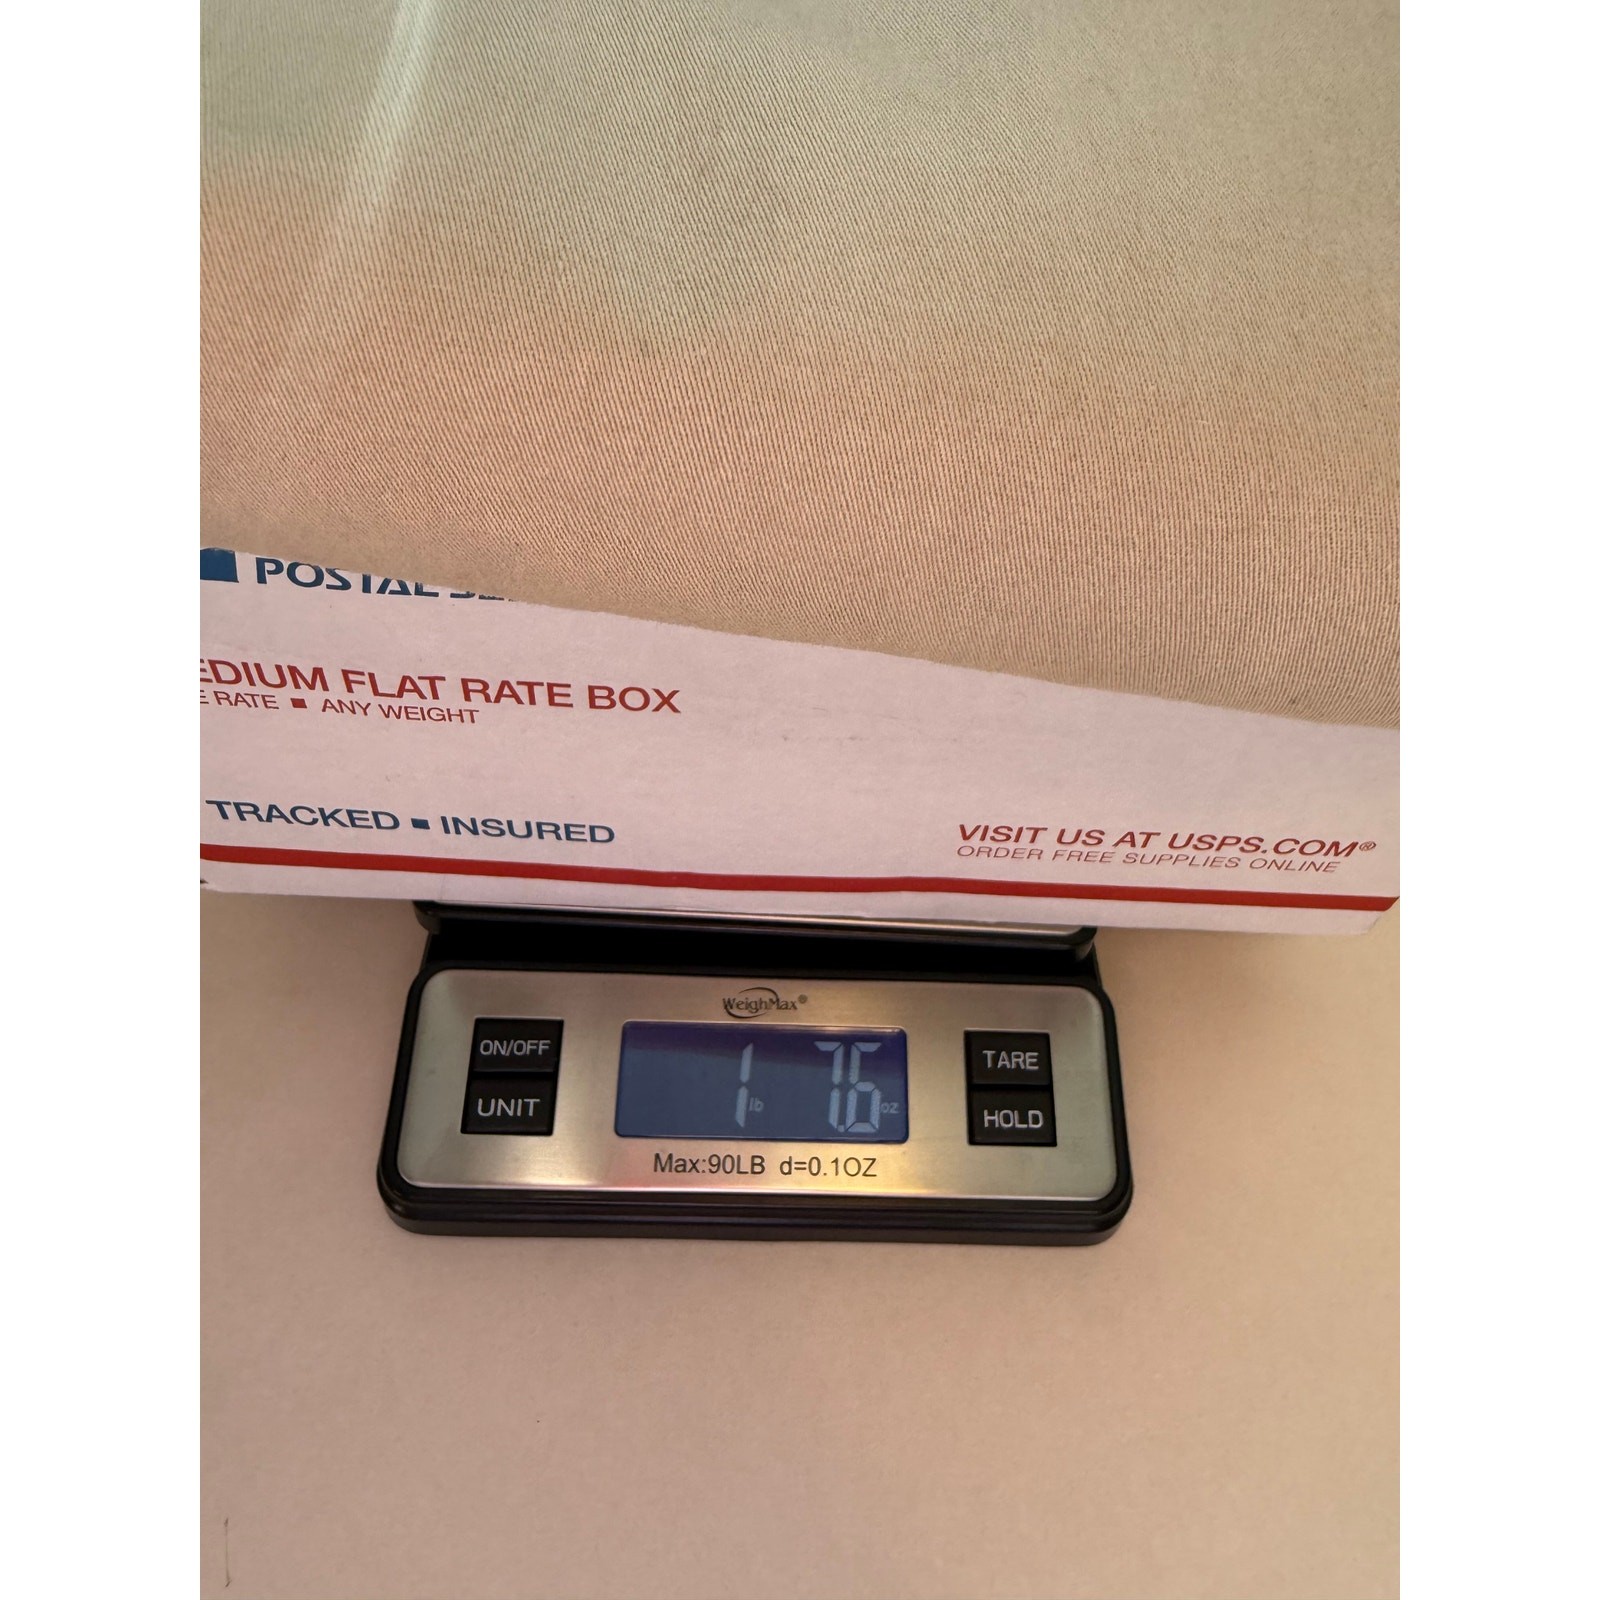 POSTAL
EDIUM FLAT RATE BOX
E RATE ■ ANY WEIGHT
TRACKED ■ INSURED
VISIT US AT USPS.COM®
ORDER FREE SUPPLIES ONLINE
WeighMax®
ON/OFF
UNIT
1 lb 7.6 oz
TARE
HOLD
Max:90LB d=0.1OZ